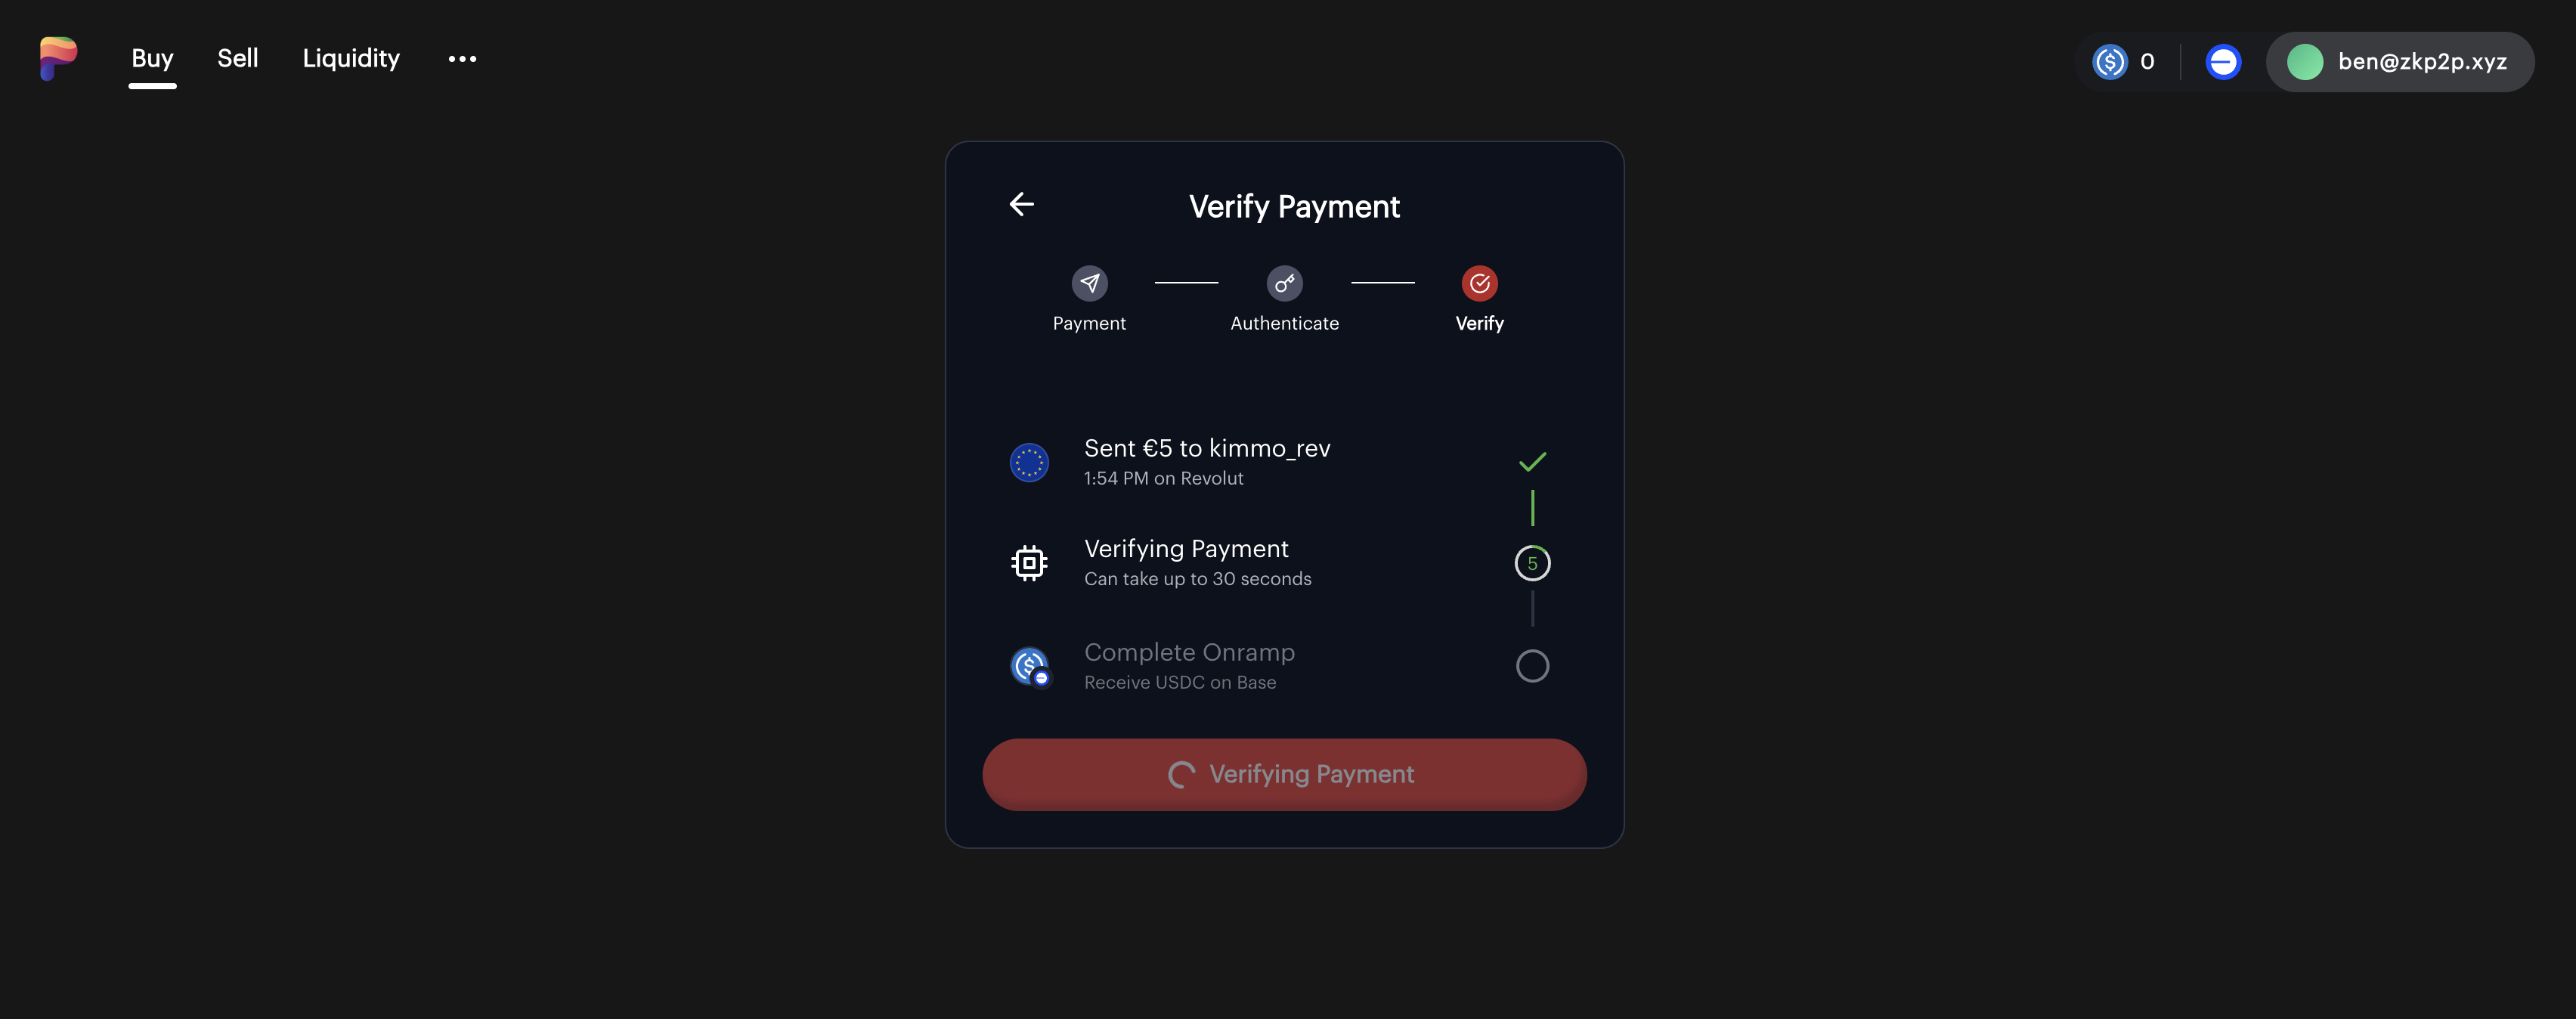 Buy
Sell
Liquidity
0
ben@zkp2p.xyz
Verify Payment
Payment
Authenticate
Verify
Sent €5 to kimmo_rev
1:54 PM on Revolut
Verifying Payment
Can take up to 30 seconds
5
Complete Onramp
Receive USDC on Base
Verifying Payment